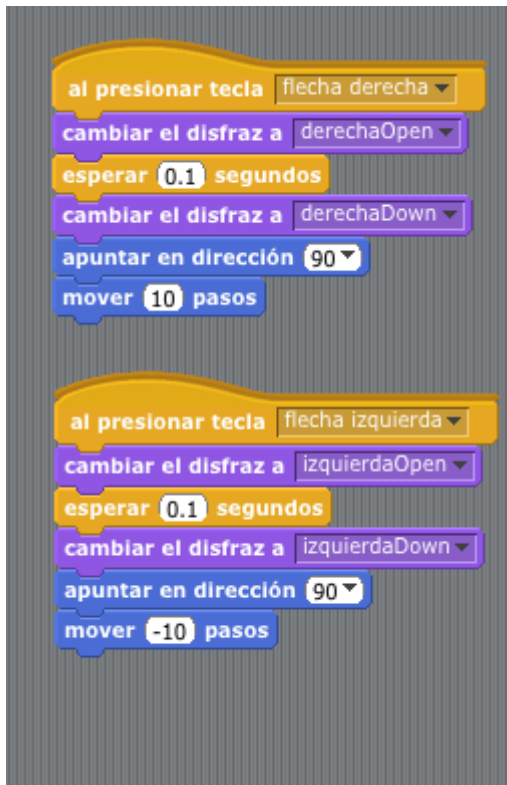 al presionar tecla flecha derecha
cambiar el disfraz a derechaOpen
esperar 0.1 segundos
cambiar el disfraz a derechaDown
apuntar en dirección 90
mover 10 pasos
al presionar tecla flecha izquierda
cambiar el disfraz a izquierdaOpen
esperar 0.1 segundos
cambiar el disfraz a izquierdaDown
apuntar en dirección 90
mover -10 pasos